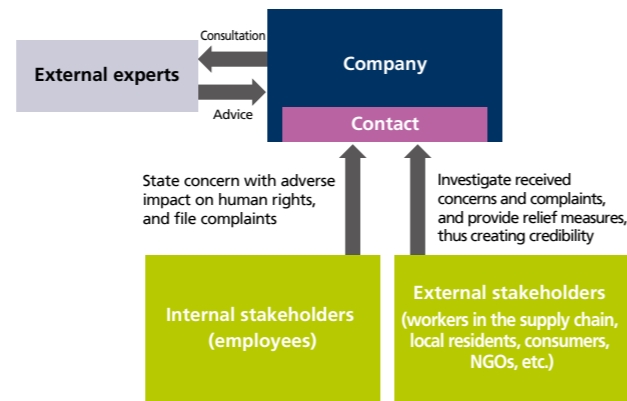 Consultation
External experts
Advice
Company
Contact
State concern with adverse
impact on human rights,
and file complaints
Investigate received
concerns and complaints,
and provide relief measures,
thus creating credibility
Internal stakeholders
(employees)
External stakeholders
(workers in the supply chain,
local residents, consumers,
NGOs, etc.)